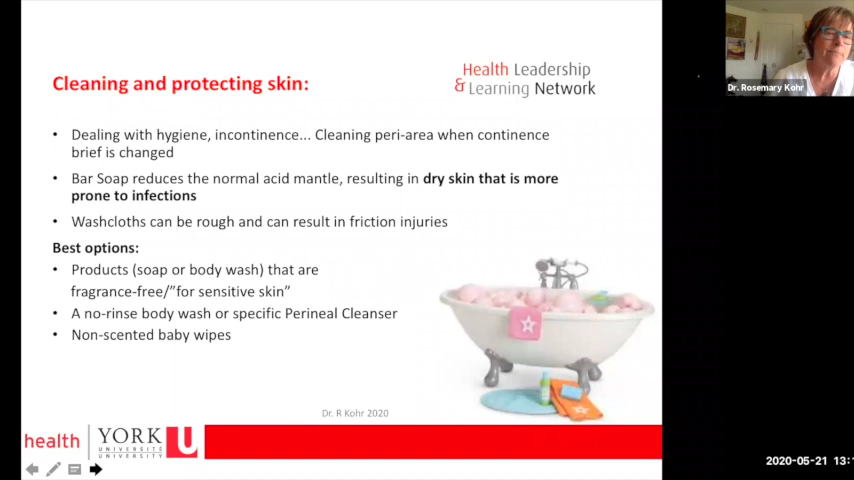 Cleaning and protecting skin:
Health Leadership
& Learning Network
Dr. Rosemary Kohr
• Dealing with hygiene, incontinence... Cleaning peri-area when continence
brief is changed
• Bar Soap reduces the normal acid mantle, resulting in dry skin that is more
prone to infections
• Washcloths can be rough and can result in friction injuries
Best options:
• Products (soap or body wash) that are
fragrance-free/”for sensitive skin”
• A no-rinse body wash or specific Perineal Cleanser
• Non-scented baby wipes
Dr. R Kohr 2020
health
YORK
UNIVERSITÉ
UNIVERSITY
U
2020-05-21 13:1